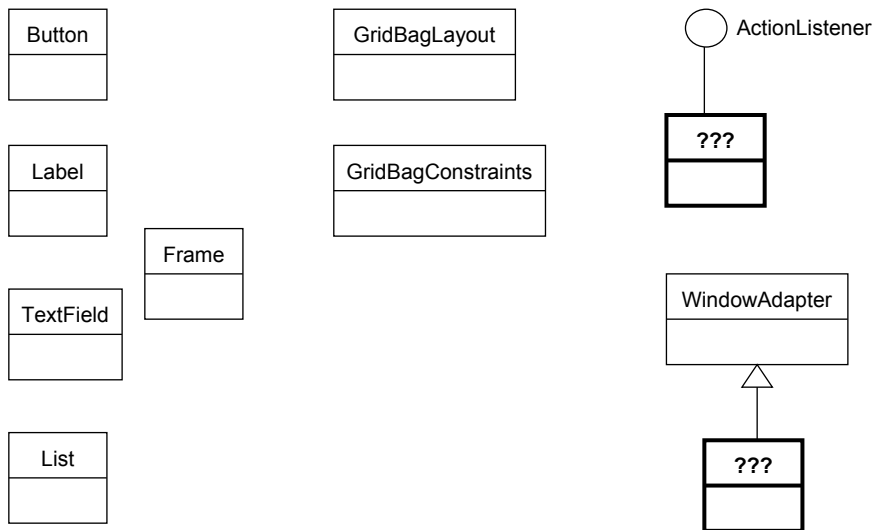 Button
GridBagLayout
ActionListener
???
Label
GridBagConstraints
Frame
TextField
WindowAdapter
List
???